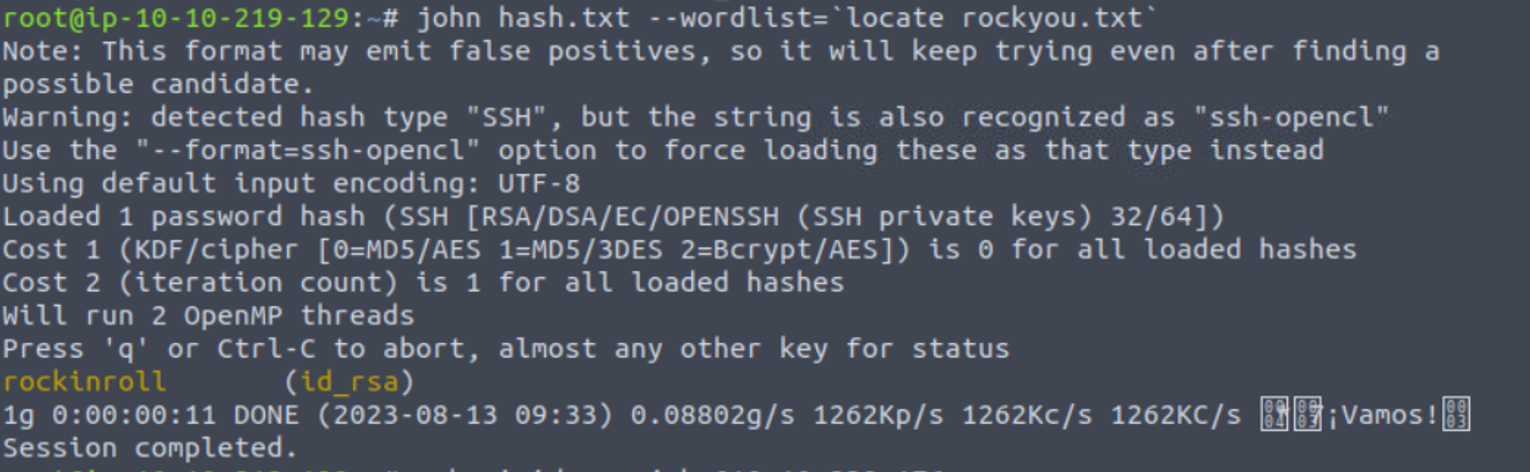 root@ip-10-10-219-129:~# john hash.txt --wordlist=`locate rockyou.txt`
Note: This format may emit false positives, so it will keep trying even after finding a
possible candidate.
Warning: detected hash type "SSH", but the string is also recognized as "ssh-opencl"
Use the "--format=ssh-opencl" option to force loading these as that type instead
Using default input encoding: UTF-8
Loaded 1 password hash (SSH [RSA/DSA/EC/OPENSSH (SSH private keys) 32/64])
Cost 1 (KDF/cipher [0=MD5/AES 1=MD5/3DES 2=Bcrypt/AES]) is 0 for all loaded hashes
Cost 2 (iteration count) is 1 for all loaded hashes
Will run 2 OpenMP threads
Press 'q' or Ctrl-C to abort, almost any other key for status
rockinroll       (id_rsa)
1g 0:00:00:11 DONE (2023-08-13 09:33) 0.08802g/s 1262Kp/s 1262Kc/s 1262KC/s ¡Vamos!
Session completed.